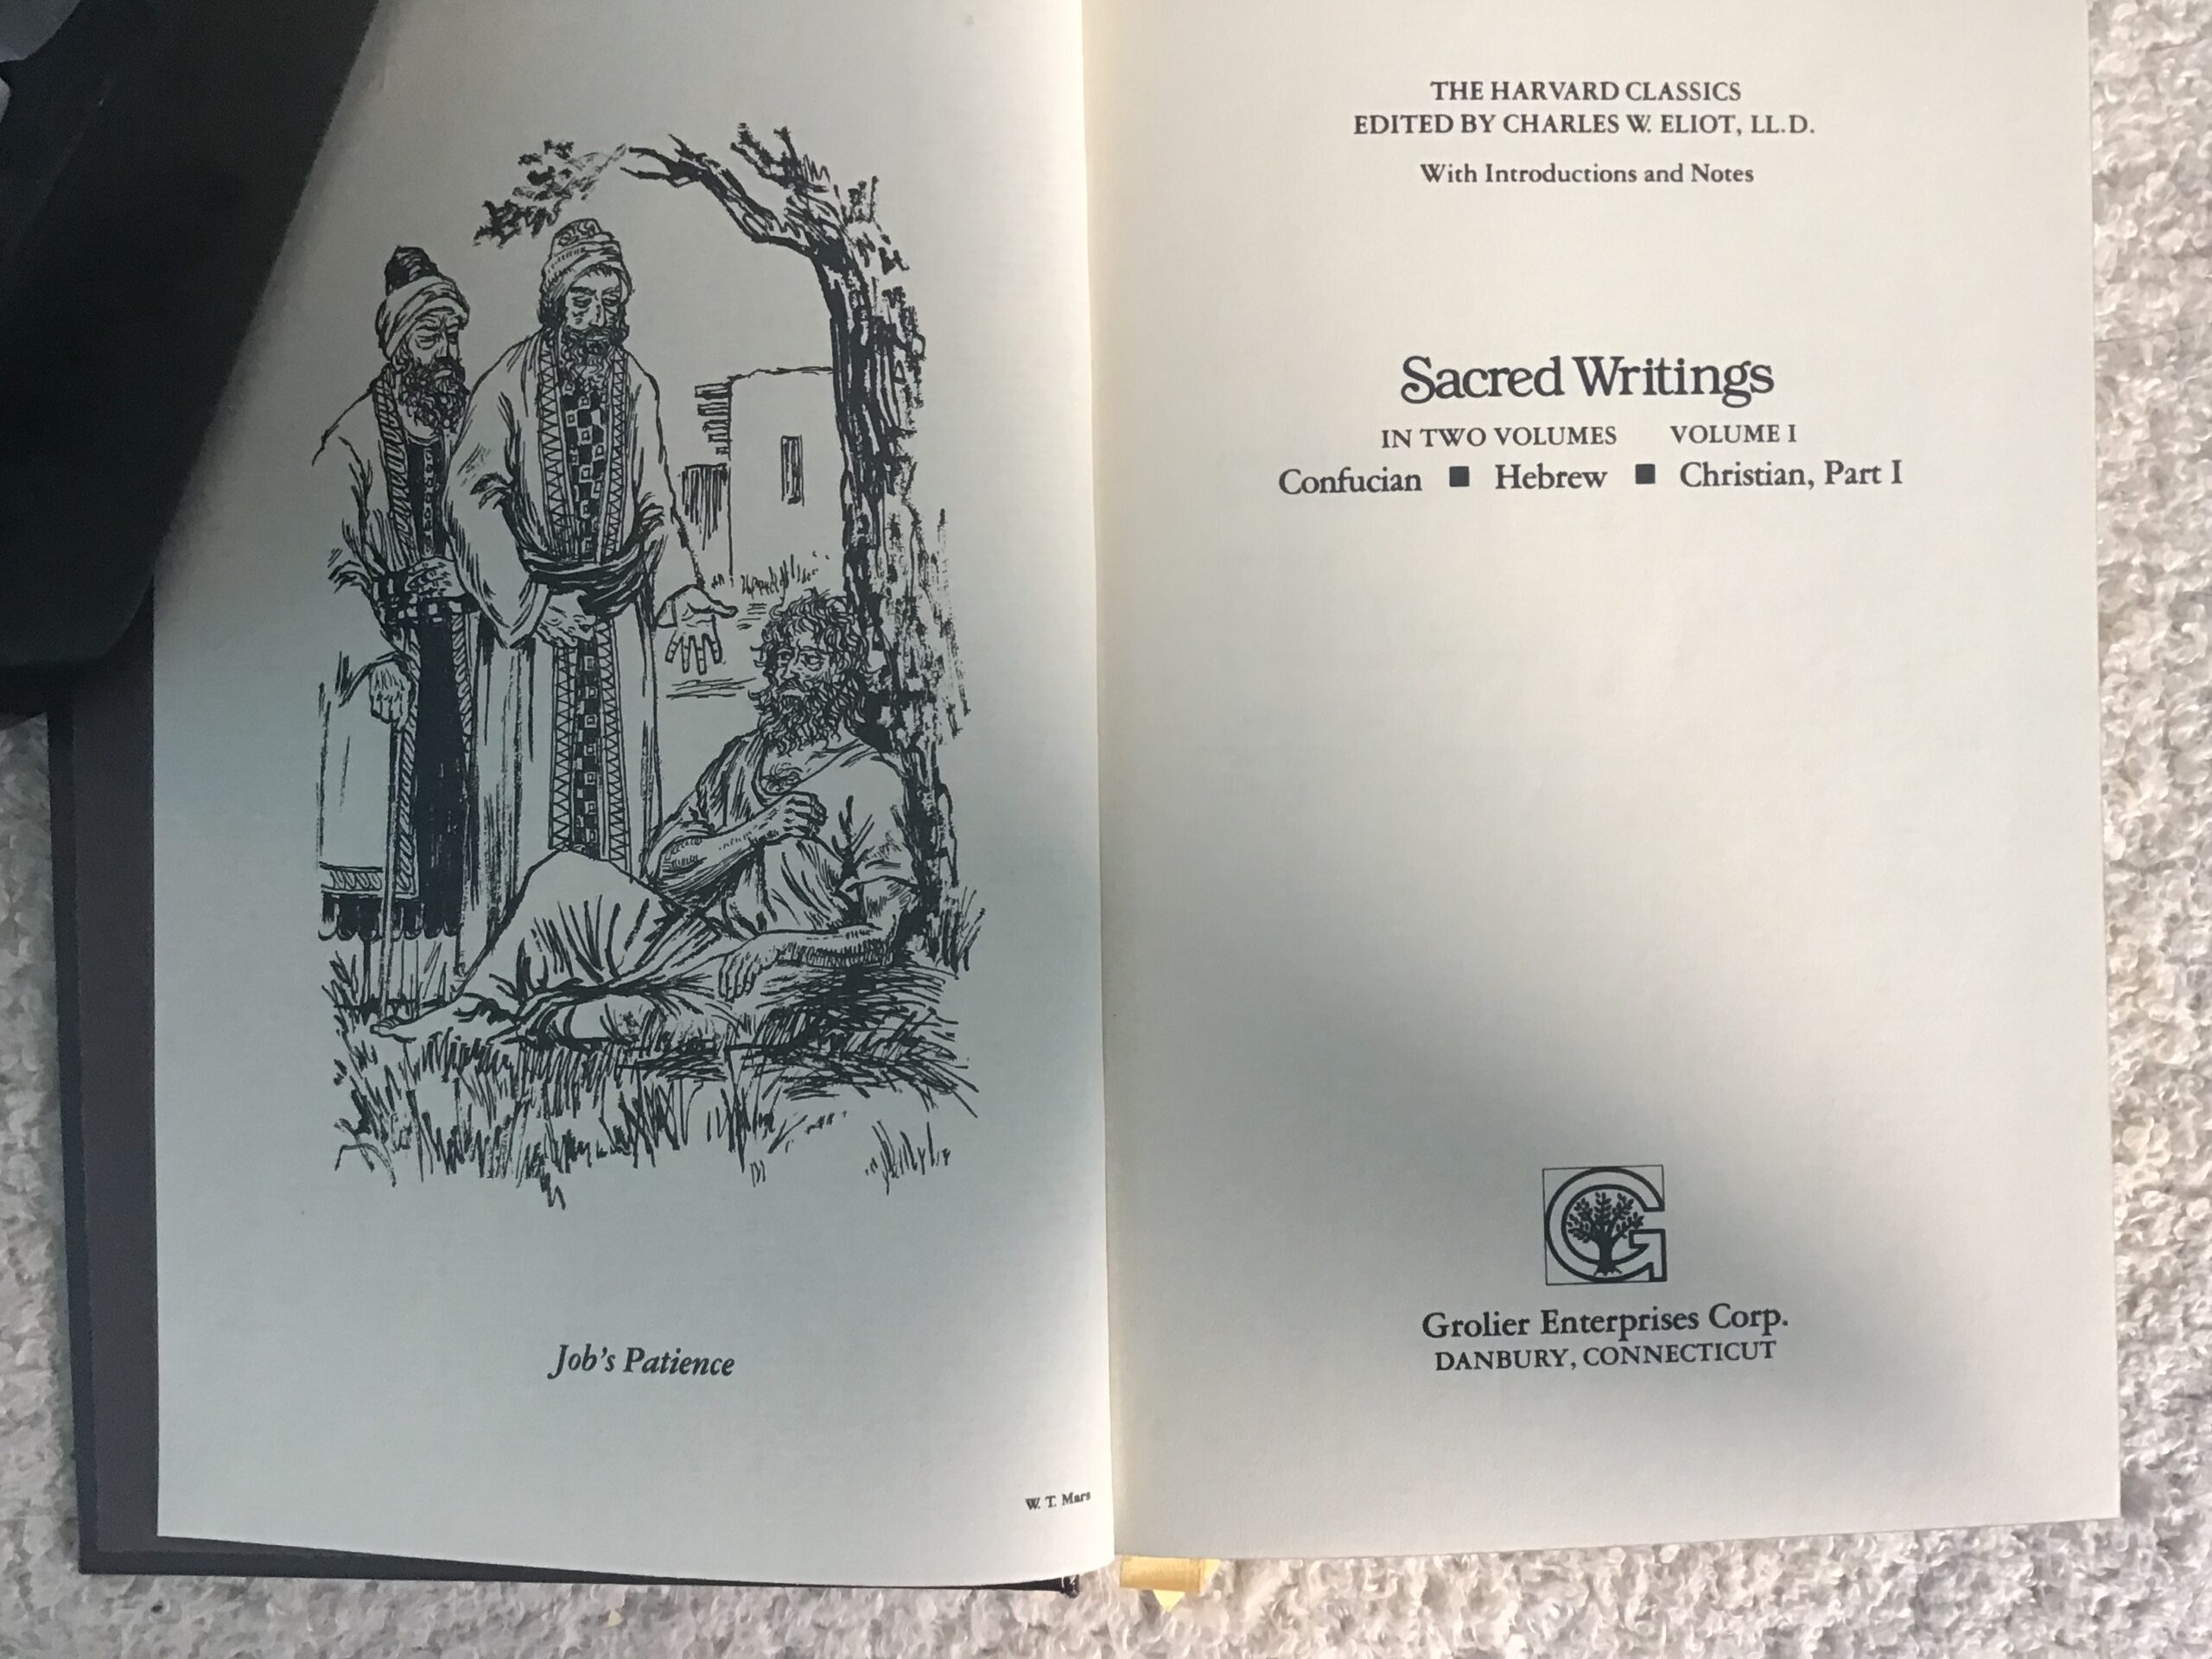 Job's Patience
W. T. Mars
THE HARVARD CLASSICS
EDITED BY CHARLES W. ELIOT, LL.D.
With Introductions and Notes
Sacred Writings
IN TWO VOLUMES VOLUME I
Confucian ■ Hebrew ■ Christian, Part I
G
Grolier Enterprises Corp.
DANBURY, CONNECTICUT